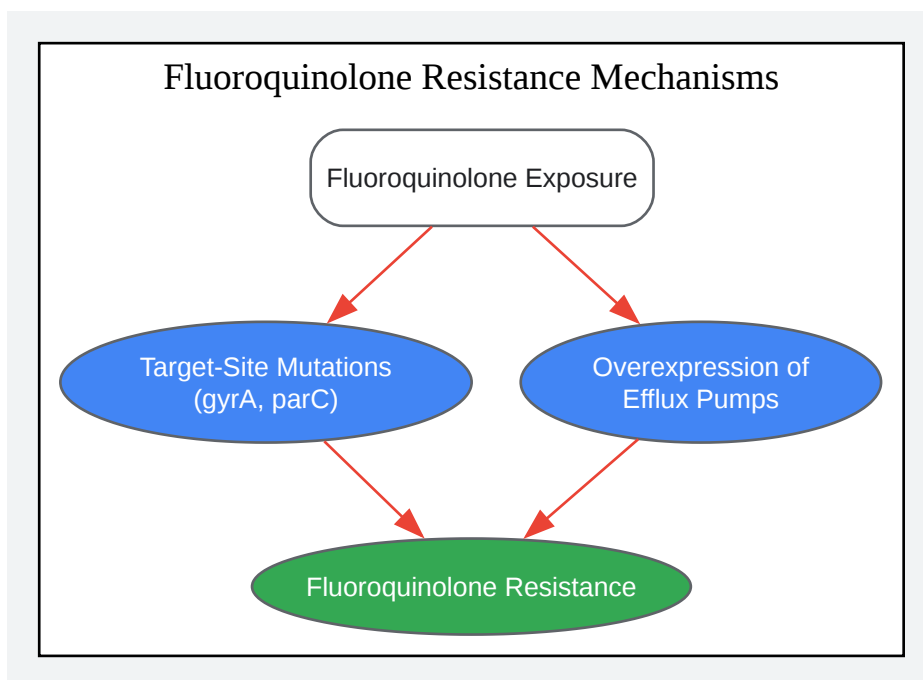 Fluoroquinolone Resistance Mechanisms
Fluoroquinolone Exposure
Target-Site Mutations
(gyrA, parC)
Overexpression of
Efflux Pumps
Fluoroquinolone Resistance